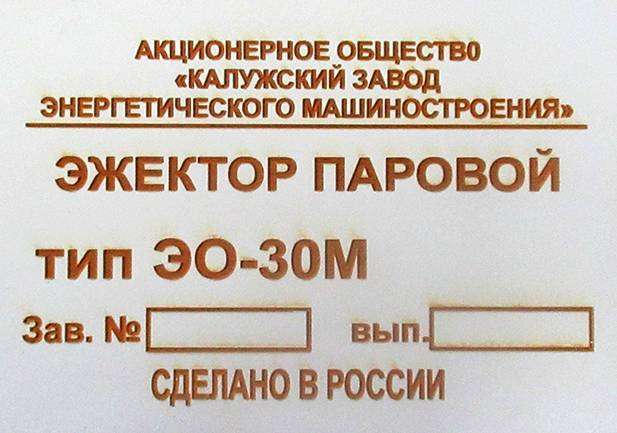 АКЦИОНЕРНОЕ ОБЩЕСТВО
«КАЛУЖСКИЙ ЗАВОД
ЭНЕРГЕТИЧЕСКОГО МАШИНОСТРОЕНИЯ»
ЭЖЕКТОР ПАРОВОЙ
тип ЭО-30М
Зав. № вып.
СДЕЛАНО В РОССИИ